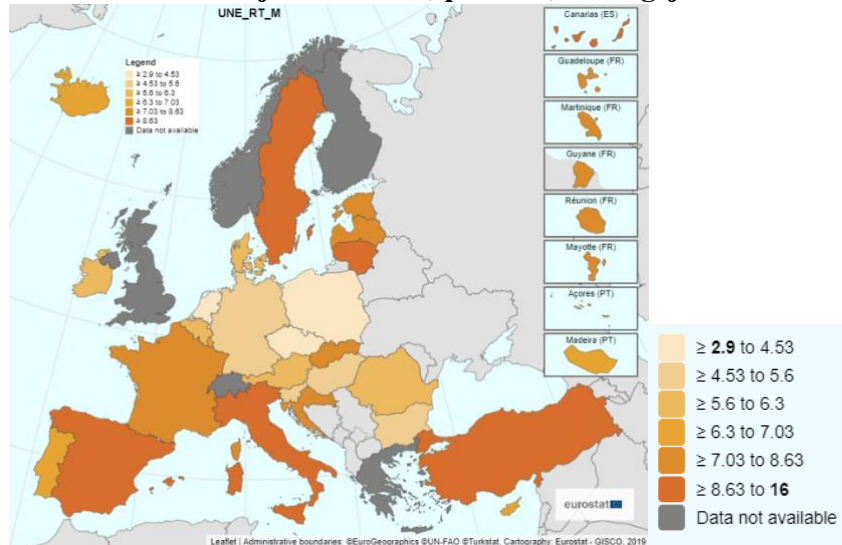 UNE_RT_M
Legend
≥ 2.9 to 4.53
≥ 4.53 to 5.6
≥ 5.6 to 6.3
≥ 6.3 to 7.03
≥ 7.03 to 8.63
≥ 8.63
Data not available
Canarias (ES)
Guadeloupe (FR)
Martinique (FR)
Guyane (FR)
Réunion (FR)
Mayotte (FR)
Açores (PT)
Madeira (PT)
eurostat
Leaflet | Administrative boundaries: ©EuroGeographics ©UN-FAO ©Turkstat, Cartography: Eurostat - GISCO, 2019
≥ 2.9 to 4.53
≥ 4.53 to 5.6
≥ 5.6 to 6.3
≥ 6.3 to 7.03
≥ 7.03 to 8.63
≥ 8.63 to 16
Data not available